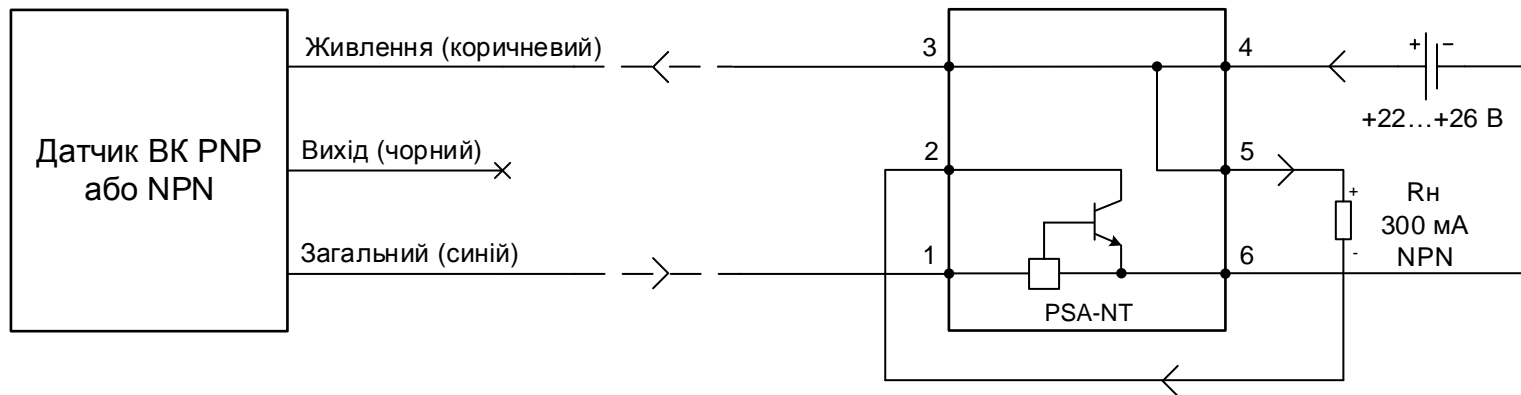 Датчик ВК PNP
або NPN
Живлення (коричневий)
Вихід (чорний)
Загальний (синій)
3
2
1
PSA-NT
4
5
6
+ −
+22...+26 В
+
Rн
300 мА
NPN
-